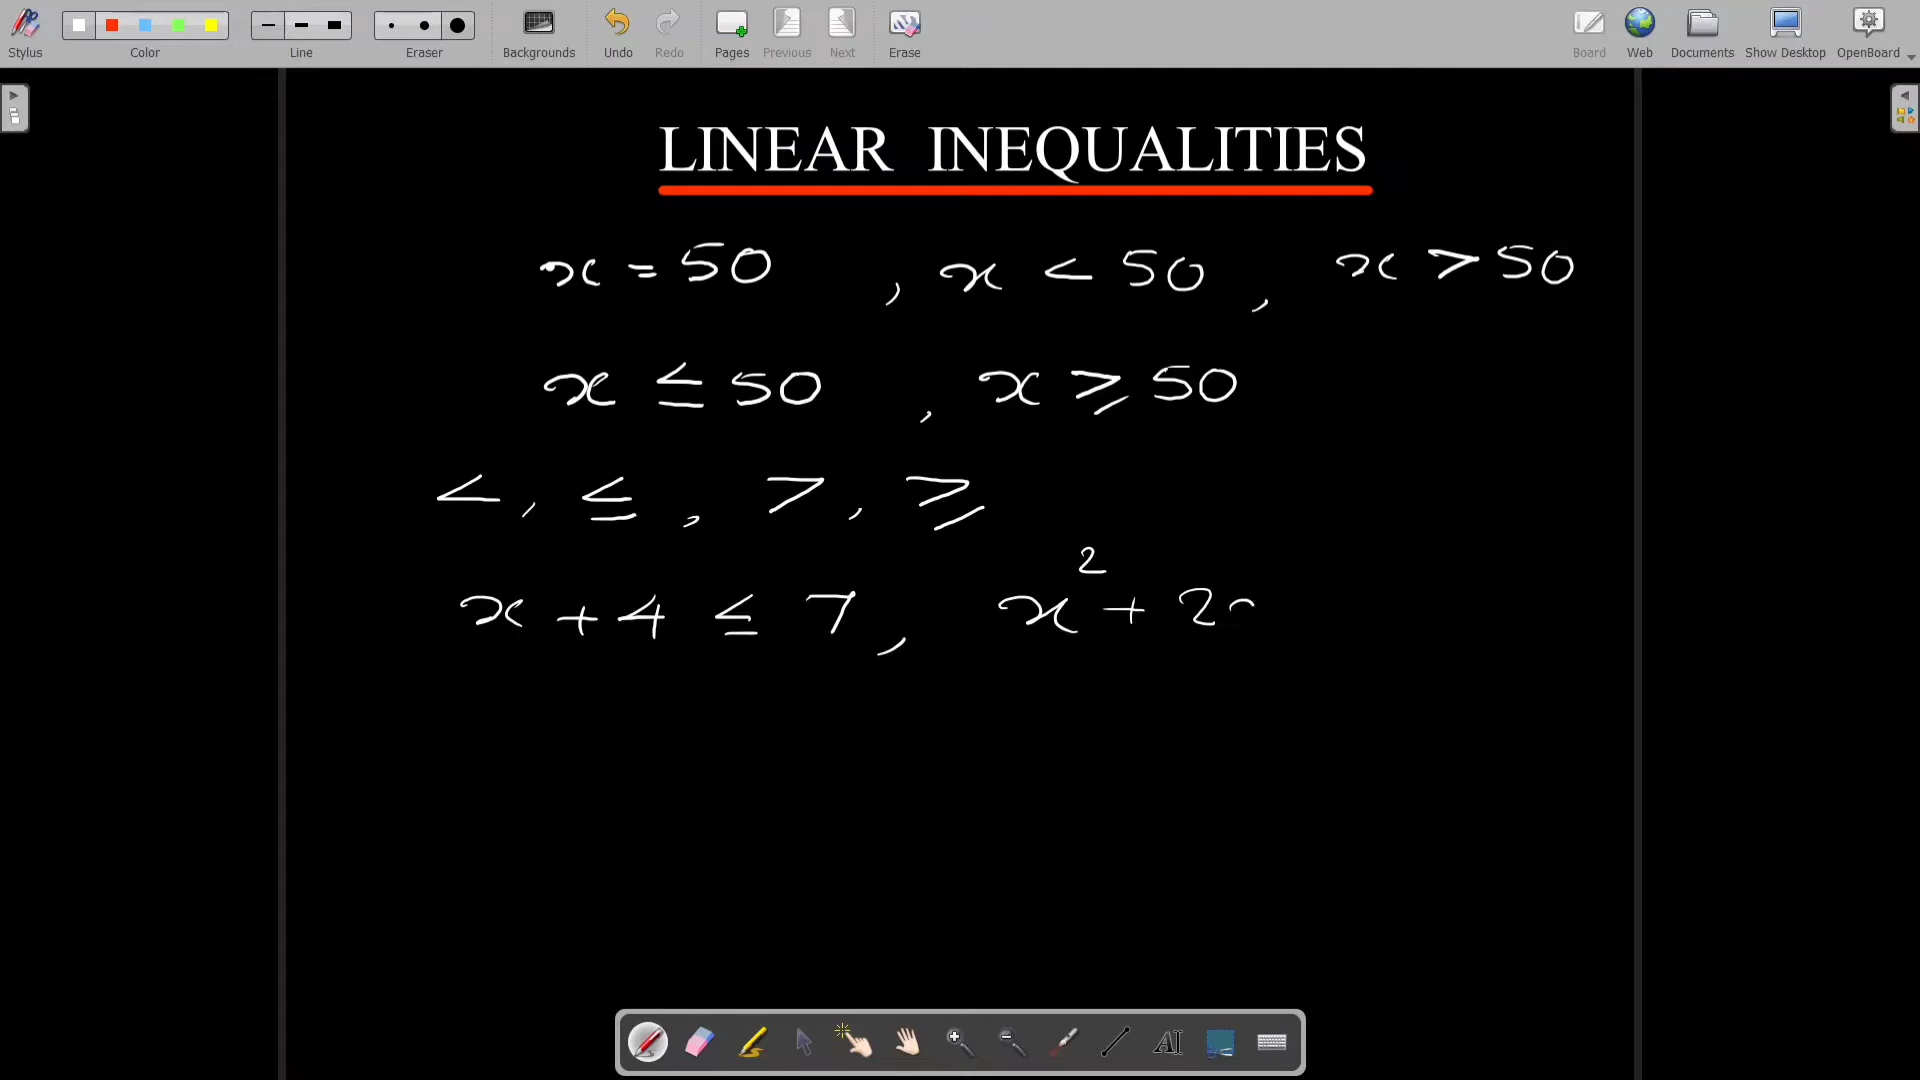 Stylus Color Line Eraser Backgrounds Undo Redo Pages Previous Next Erase Board Web Documents Show Desktop OpenBoard
LINEAR INEQUALITIES
x = 50 , x < 50 , x > 50
x ≤ 50 , x ≥ 50
< , ≤ , > , ≥
x + 4 ≤ 7 , x² + 2